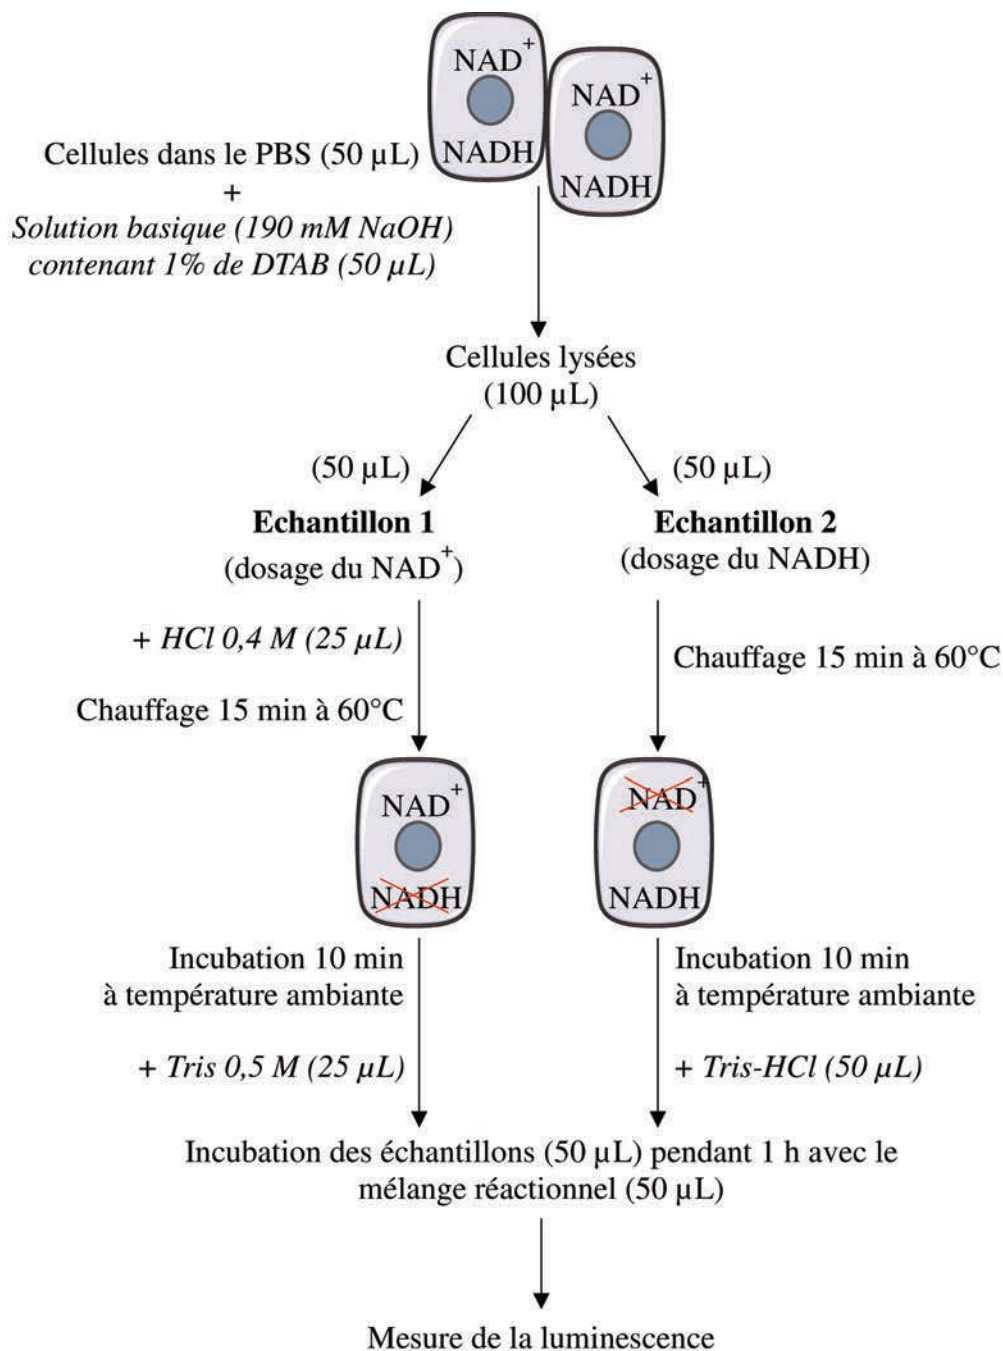 NAD+
NADH
NAD+
NADH
Cellules dans le PBS (50 µL)
+
Solution basique (190 mM NaOH)
contenant 1% de DTAB (50 µL)
Cellules lysées
(100 µL)
(50 µL)
(50 µL)
Echantillon 1
(dosage du NAD+)
Echantillon 2
(dosage du NADH)
+ HCl 0,4 M (25 µL)
Chauffage 15 min à 60°C
Chauffage 15 min à 60°C
NAD+
NADH
NAD+
NADH
Incubation 10 min
à température ambiante
Incubation 10 min
à température ambiante
+ Tris 0,5 M (25 µL)
+ Tris-HCl (50 µL)
Incubation des échantillons (50 µL) pendant 1 h avec le
mélange réactionnel (50 µL)
Mesure de la luminescence